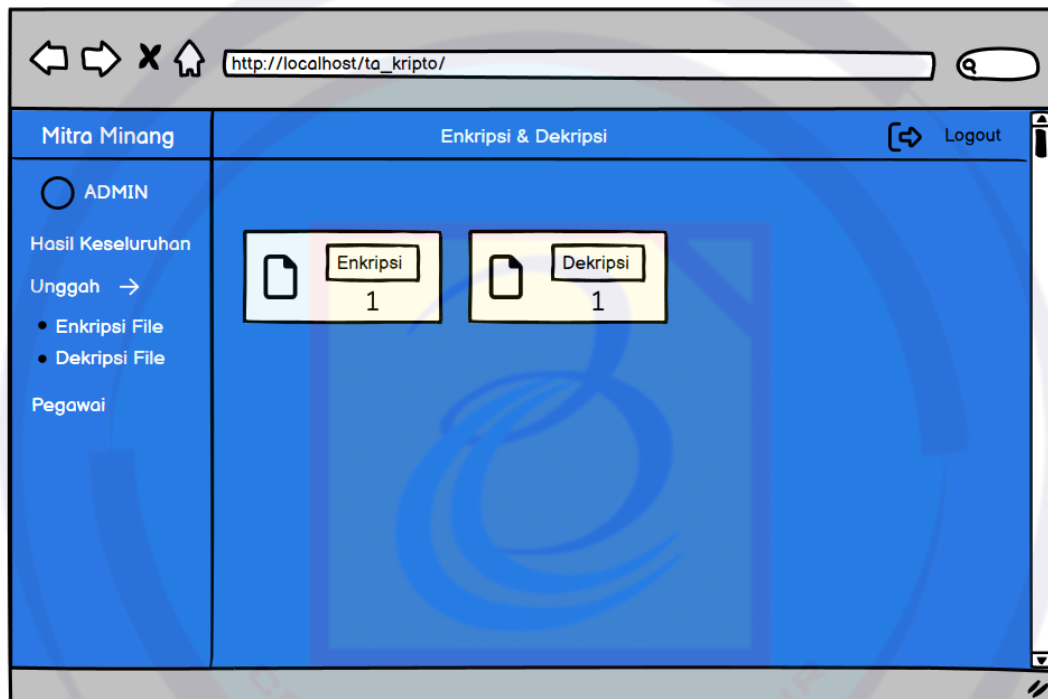 http://localhost/ta_kripto/
Mitra Minang
Enkripsi & Dekripsi
Logout
ADMIN
Hasil Keseluruhan
Unggah
Enkripsi File
Dekripsi File
Pegawai
Enkripsi
1
Dekripsi
1